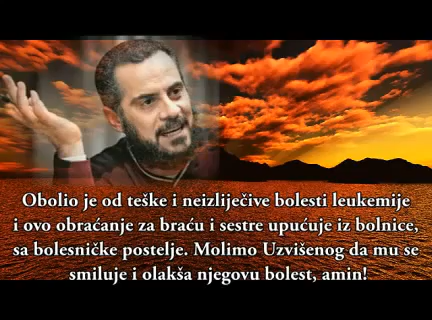 Obolio je od teške i neizliječive bolesti leukemije
i ovo obraćanje za braću i sestre upućuje iz bolnice,
sa bolesničke postelje. Molimo Uzvišenog da mu se
smiluje i olakša njegovu bolest, amin!